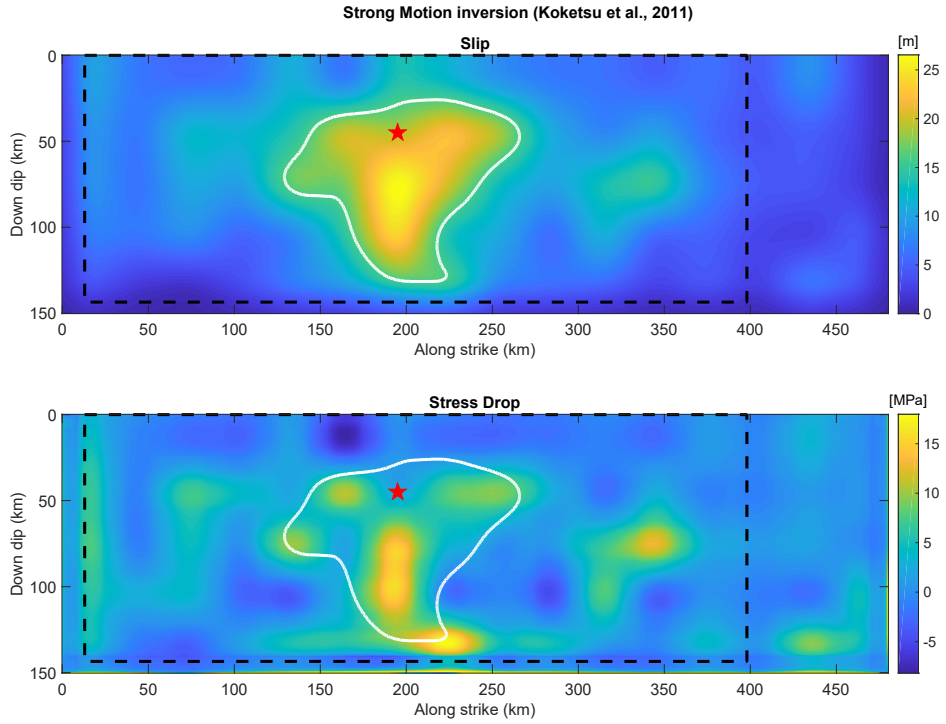 Strong Motion inversion (Koketsu et al., 2011)
Slip
[m]
0
50
100
150
Down dip (km)
0 50 100 150 200 250 300 350 400 450
Along strike (km)
25
20
15
10
5
0
Stress Drop
[MPa]
0
50
100
150
Down dip (km)
0 50 100 150 200 250 300 350 400 450
Along strike (km)
15
10
5
0
-5